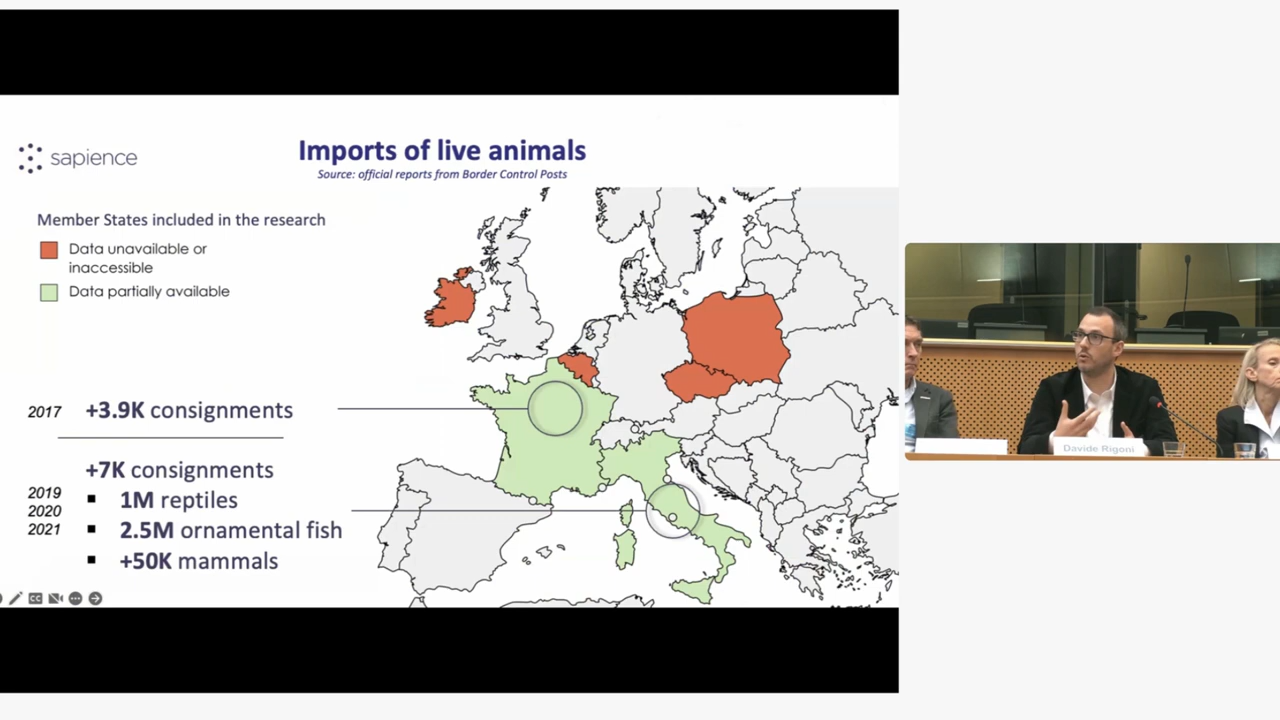 sapience
Imports of live animals
Source: official reports from Border Control Posts
Member States included in the research
Data unavailable or
inaccessible
Data partially available
2017 +3.9K consignments
+7K consignments
2019
2020
2021
▪ 1M reptiles
▪ 2.5M ornamental fish
▪ +50K mammals
CC
Davide Rigoni